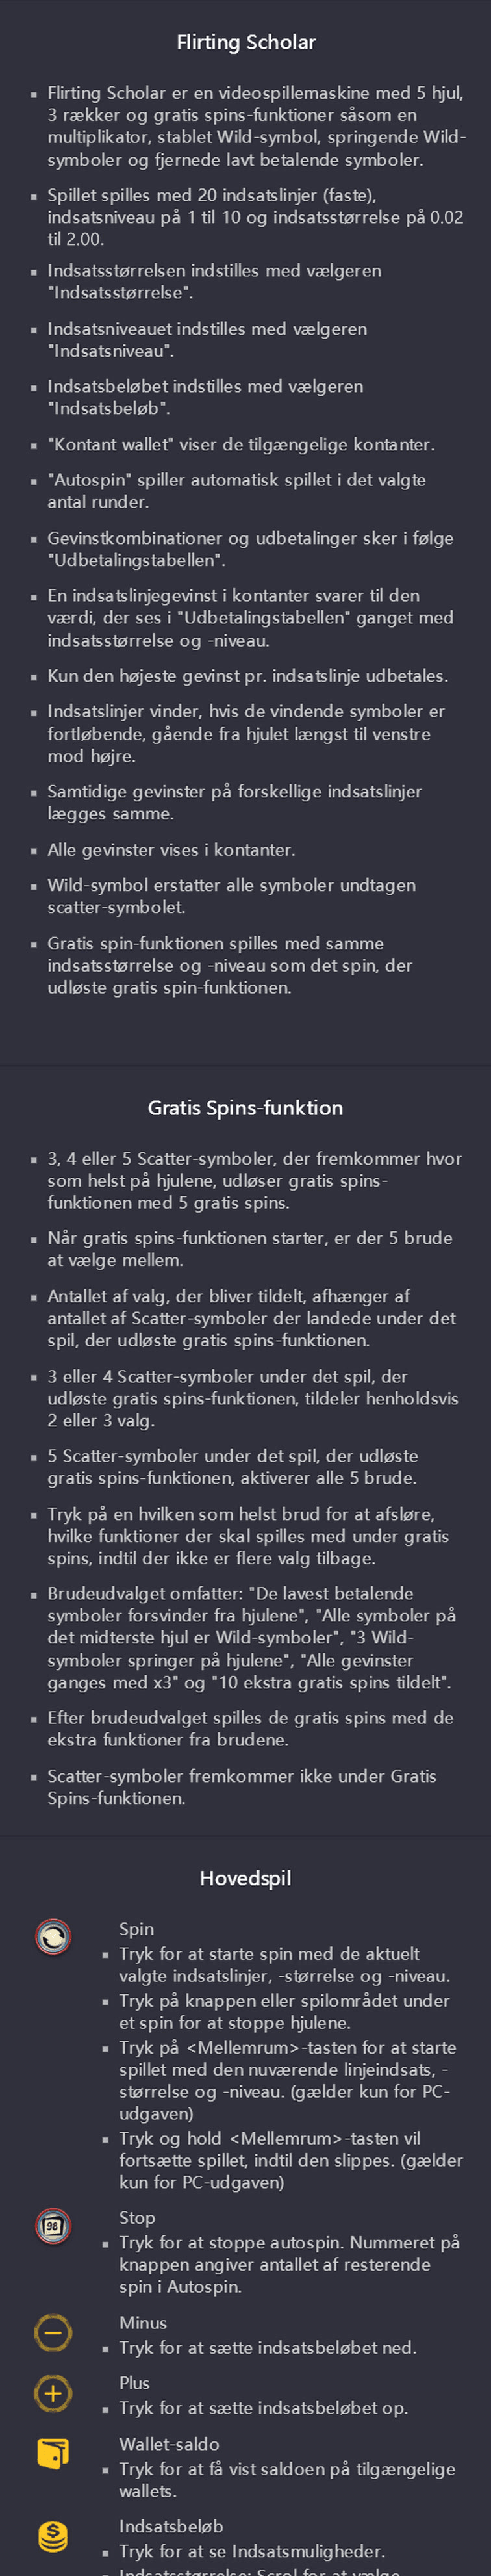 Flirting Scholar
Flirting Scholar er en videospillemaskine med 5 hjul,
3 rækker og gratis spins-funktioner såsom en
multiplikator, stablet Wild-symbol, springende Wild-
symboler og fjernede lavt betalende symboler.
Spillet spilles med 20 indsatslinjer (faste),
indsatsniveau på 1 til 10 og indsatsstørrelse på 0.02
til 2.00.
Indsatsstørrelsen indstilles med vælgeren
"Indsatsstørrelse".
Indsatsniveauet indstilles med vælgeren
"Indsatsniveau".
Indsatsbeløbet indstilles med vælgeren
"Indsatsbeløb".
"Kontant wallet" viser de tilgængelige kontanter.
"Autospin" spiller automatisk spillet i det valgte
antal runder.
Gevinstkombinationer og udbetalinger sker i følge
"Udbetalingstabellen".
En indsatslinjegevinst i kontanter svarer til den
værdi, der ses i "Udbetalingstabellen" ganget med
indsatsstørrelse og -niveau.
Kun den højeste gevinst pr. indsatslinje udbetales.
Indsatslinjer vinder, hvis de vindende symboler er
fortløbende, gående fra hjulet længst til venstre
mod højre.
Samtidige gevinster på forskellige indsatslinjer
lægges samme.
Alle gevinster vises i kontanter.
Wild-symbol erstatter alle symboler undtagen
scatter-symbolet.
Gratis spin-funktionen spilles med samme
indsatsstørrelse og -niveau som det spin, der
udløste gratis spin-funktionen.
Gratis Spins-funktion
3, 4 eller 5 Scatter-symboler, der fremkommer hvor
som helst på hjulene, udløser gratis spins-
funktionen med 5 gratis spins.
Når gratis spins-funktionen starter, er der 5 brude
at vælge mellem.
Antallet af valg, der bliver tildelt, afhænger af
antallet af Scatter-symboler der landede under det
spil, der udløste gratis spins-funktionen.
3 eller 4 Scatter-symboler under det spil, der
udløste gratis spins-funktionen, tildeler henholdsvis
2 eller 3 valg.
5 Scatter-symboler under det spil, der udløste
gratis spins-funktionen, aktiverer alle 5 brude.
Tryk på en hvilken som helst brud for at afsløre,
hvilke funktioner der skal spilles med under gratis
spins, indtil der ikke er flere valg tilbage.
Brudeudvalget omfatter: "De lavest betalende
symboler forsvinder fra hjulene", "Alle symboler på
det midterste hjul er Wild-symboler", "3 Wild-
symboler springer på hjulene", "Alle gevinster
ganges med x3" og "10 ekstra gratis spins tildelt".
Efter brudeudvalget spilles de gratis spins med de
ekstra funktioner fra brudene.
Scatter-symboler fremkommer ikke under Gratis
Spins-funktionen.
Hovedspil
Spin
Tryk for at starte spin med de aktuelt
valgte indsatslinjer, -størrelse og -niveau.
Tryk på knappen eller spilområdet under
et spin for at stoppe hjulene.
Tryk på <Mellemrum>-tasten for at starte
spillet med den nuværende linjeindsats, -
størrelse og -niveau. (gælder kun for PC-
udgaven)
Tryk og hold <Mellemrum>-tasten vil
fortsætte spillet, indtil den slippes. (gælder
kun for PC-udgaven)
98
Stop
Tryk for at stoppe autospin. Nummeret på
knappen angiver antallet af resterende
spin i Autospin.
Minus
Tryk for at sætte indsatsbeløbet ned.
Plus
Tryk for at sætte indsatsbeløbet op.
Wallet-saldo
Tryk for at få vist saldoen på tilgængelige
wallets.
Indsatsbeløb
Tryk for at se Indsatsmuligheder.
Indsatsstørrelse: Scrol for at vælge